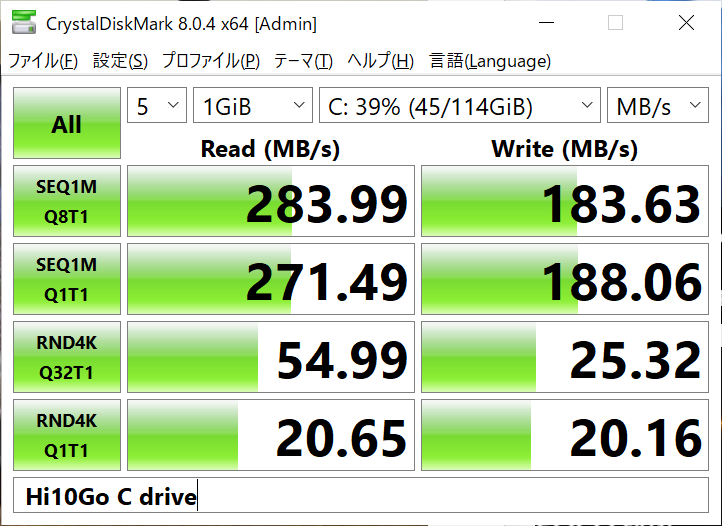 CrystalDiskMark 8.0.4 x64 [Admin]
ファイル(F) 設定(S) プロファイル(P) テーマ(T) ヘルプ(H) 言語(Language)
All 5 1GiB C: 39% (45/114GiB) MB/s
Read (MB/s) Write (MB/s)
SEQ1M
Q8T1
283.99 183.63
SEQ1M
Q1T1
271.49 188.06
RND4K
Q32T1
54.99 25.32
RND4K
Q1T1
20.65 20.16
Hi10Go C drive